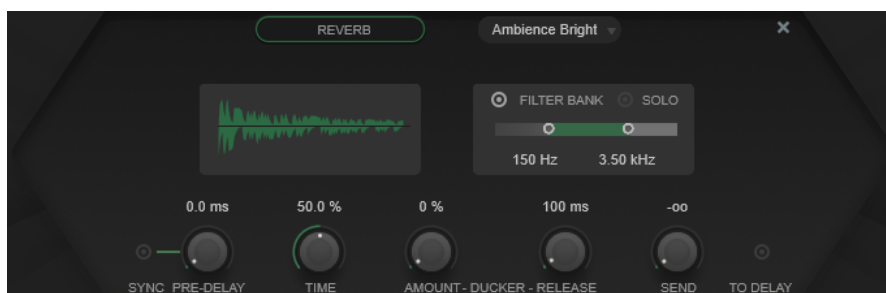 REVERB Ambience Bright ×
FILTER BANK SOLO
150 Hz 3.50 kHz
0.0 ms 50.0 % 0 % 100 ms -oo
SYNC PRE-DELAY TIME AMOUNT - DUCKER - RELEASE SEND TO DELAY